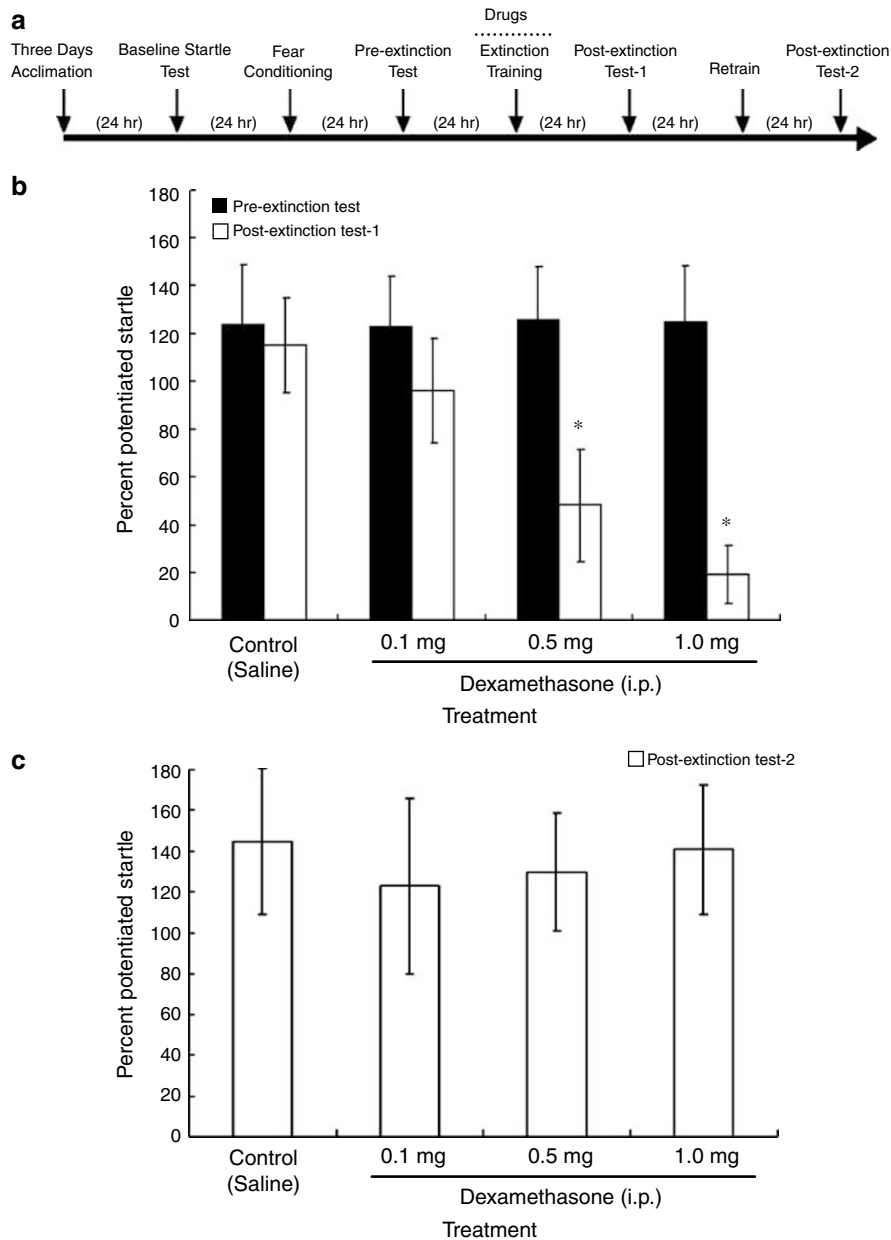 a
Drugs
Three Days Acclimation
Baseline Startle Test
Fear Conditioning
Pre-extinction Test
Extinction Training
Post-extinction Test-1
Retrain
Post-extinction Test-2
(24 hr) (24 hr) (24 hr) (24 hr) (24 hr) (24 hr) (24 hr)
b
Pre-extinction test
Post-extinction test-1
Percent potentiated startle
180
160
140
120
100
80
60
40
20
0
*
*
Control
(Saline)
0.1 mg 0.5 mg 1.0 mg
Dexamethasone (i.p.)
Treatment
c
Post-extinction test-2
Percent potentiated startle
180
160
140
120
100
80
60
40
20
0
Control
(Saline)
0.1 mg 0.5 mg 1.0 mg
Dexamethasone (i.p.)
Treatment